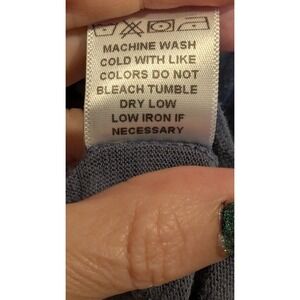 MACHINE WASH
COLD WITH LIKE
COLORS DO NOT
BLEACH TUMBLE
DRY LOW
LOW IRON IF
NECESSARY